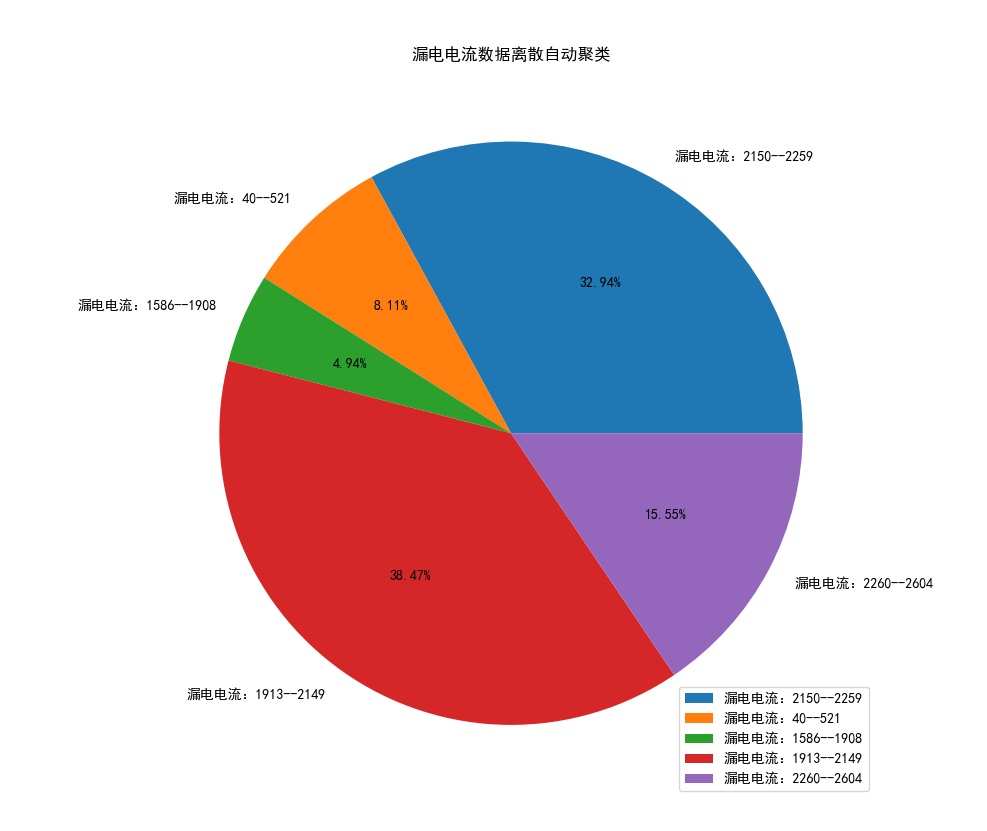 漏电电流数据离散自动聚类
漏电电流：2150--2259
漏电电流：40--521
32.94%
漏电电流：1586--1908
8.11%
4.94%
15.55%
38.47%
漏电电流：2260--2604
漏电电流：1913--2149
漏电电流：2150--2259
漏电电流：40--521
漏电电流：1586--1908
漏电电流：1913--2149
漏电电流：2260--2604